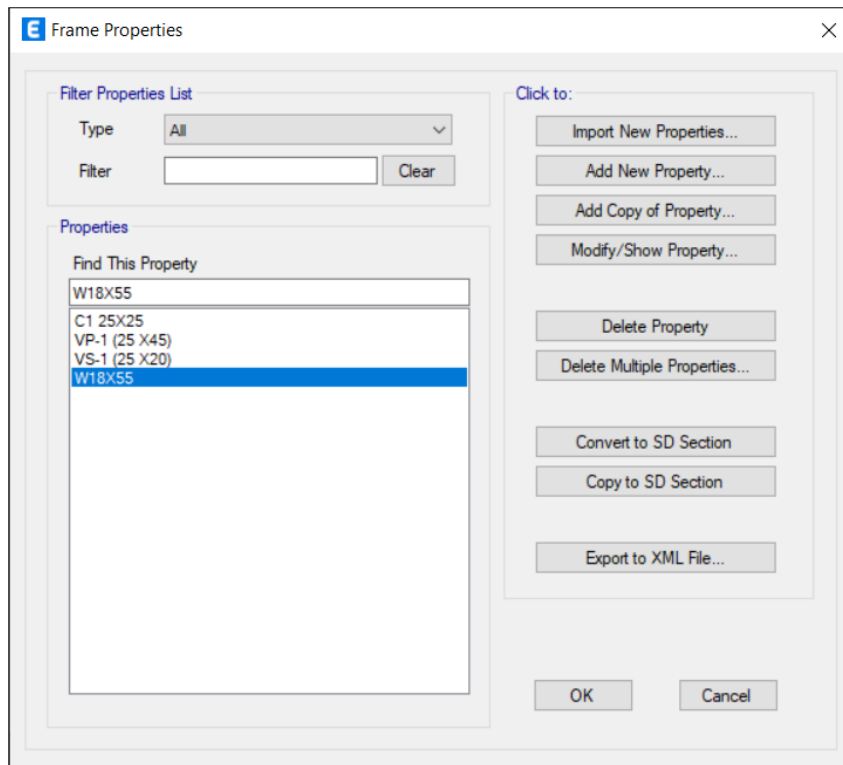 E Frame Properties
Filter Properties List
Type All
Filter Clear
Properties
Find This Property
W18X55
C1 25X25
VP-1 (25 X45)
VS-1 (25 X20)
W18X55
Click to:
Import New Properties...
Add New Property...
Add Copy of Property...
Modify/Show Property...
Delete Property
Delete Multiple Properties...
Convert to SD Section
Copy to SD Section
Export to XML File...
OK Cancel